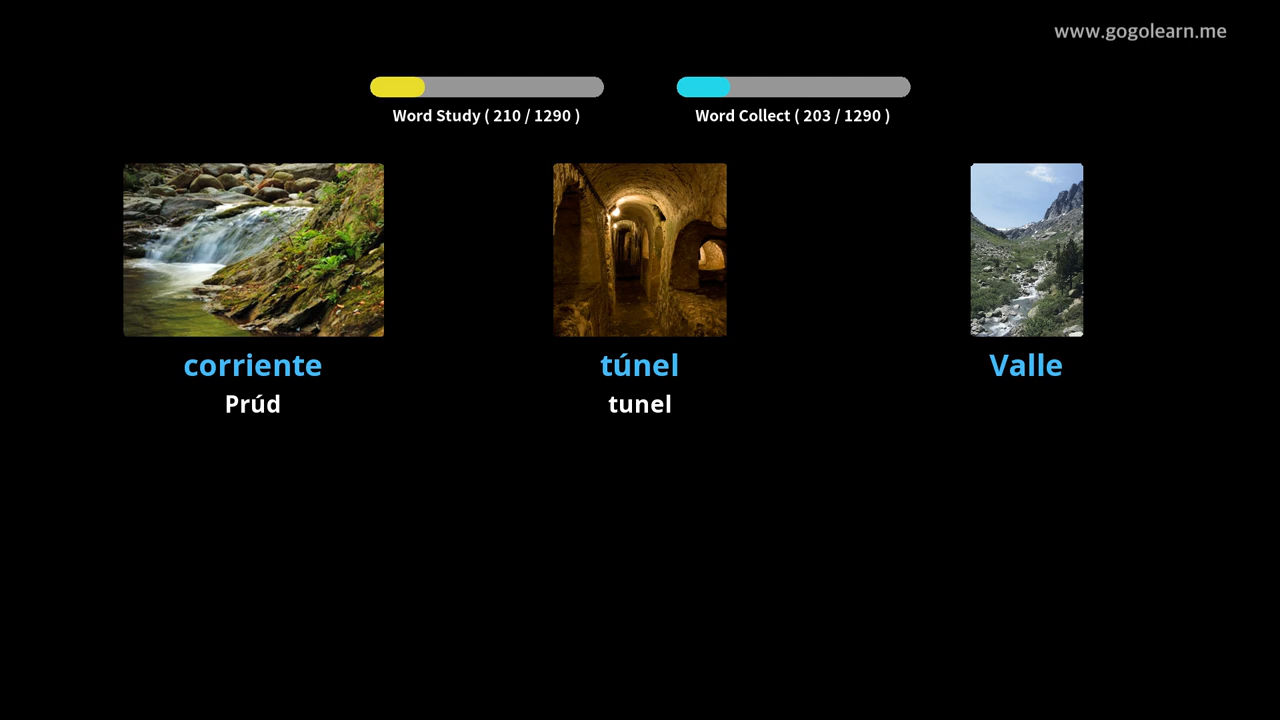 www.gogolearn.me
Word Study ( 210 / 1290 )
Word Collect ( 203 / 1290 )
corriente
túnel
Valle
Prúd
tunel